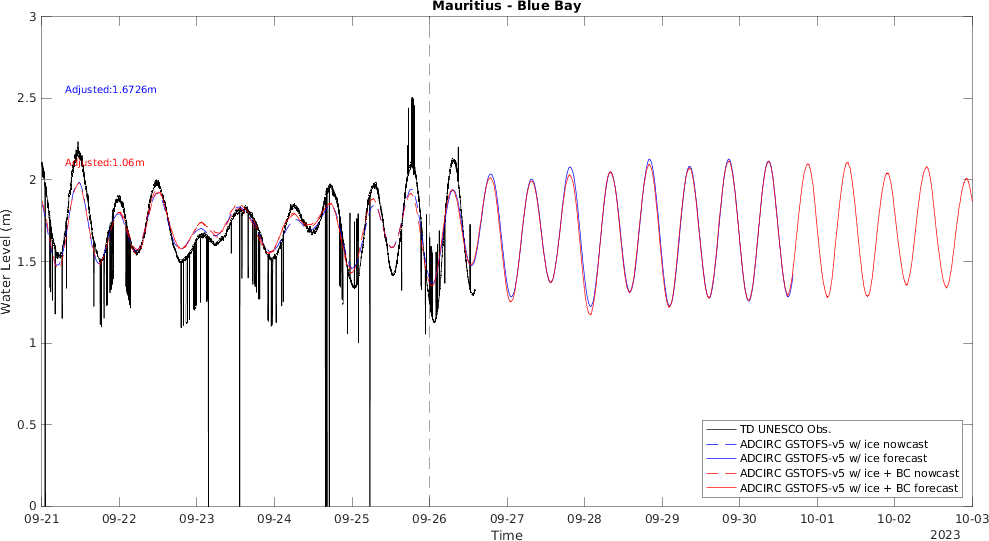 Mauritius - Blue Bay
Water Level (m)
3
2.5
2
1.5
1
0.5
0
Adjusted:1.6726m
Adjusted:1.06m
TD UNESCO Obs.
ADCIRC GSTOFS-v5 w/ ice nowcast
ADCIRC GSTOFS-v5 w/ ice forecast
ADCIRC GSTOFS-v5 w/ ice + BC nowcast
ADCIRC GSTOFS-v5 w/ ice + BC forecast
09-21 09-22 09-23 09-24 09-25 09-26 09-27 09-28 09-29 09-30 10-01 10-02 10-03
Time
2023